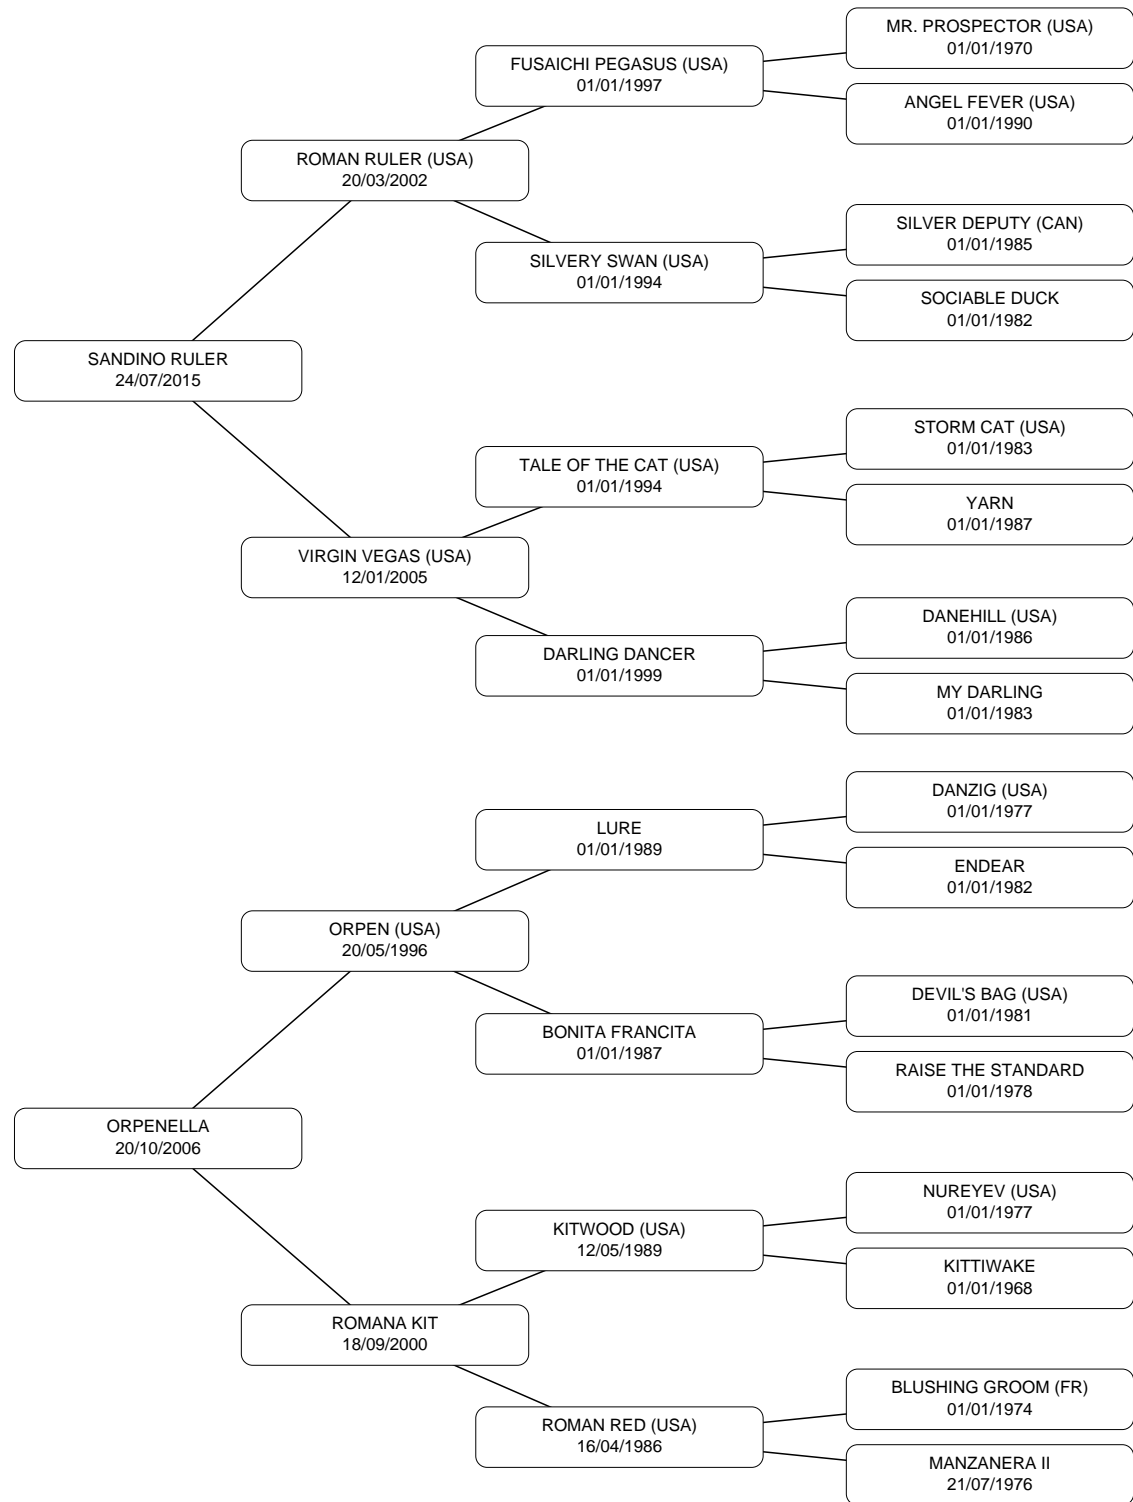 MR. PROSPECTOR (USA)
01/01/1970
FUSAICHI PEGASUS (USA)
01/01/1997
ANGEL FEVER (USA)
01/01/1990
ROMAN RULER (USA)
20/03/2002
SILVER DEPUTY (CAN)
01/01/1985
SILVERY SWAN (USA)
01/01/1994
SOCIABLE DUCK
01/01/1982
SANDINO RULER
24/07/2015
STORM CAT (USA)
01/01/1983
TALE OF THE CAT (USA)
01/01/1994
YARN
01/01/1987
VIRGIN VEGAS (USA)
12/01/2005
DANEHILL (USA)
01/01/1986
DARLING DANCER
01/01/1999
MY DARLING
01/01/1983
DANZIG (USA)
01/01/1977
LURE
01/01/1989
ENDEAR
01/01/1982
ORPEN (USA)
20/05/1996
DEVIL'S BAG (USA)
01/01/1981
BONITA FRANCITA
01/01/1987
RAISE THE STANDARD
01/01/1978
ORPENELLA
20/10/2006
NUREYEV (USA)
01/01/1977
KITWOOD (USA)
12/05/1989
KITTIWAKE
01/01/1968
ROMANA KIT
18/09/2000
BLUSHING GROOM (FR)
01/01/1974
ROMAN RED (USA)
16/04/1986
MANZANERA II
21/07/1976